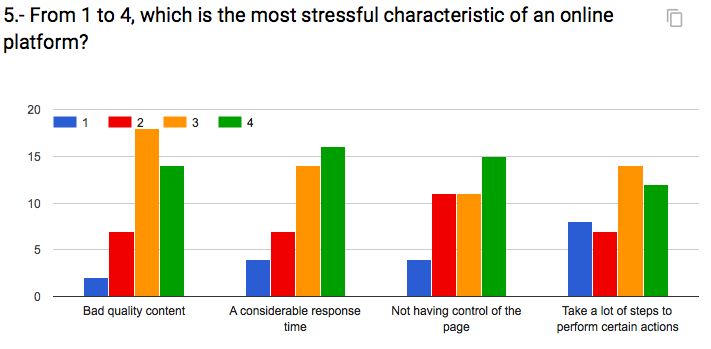 5.- From 1 to 4, which is the most stressful characteristic of an online
platform?
20
1 2 3 4
15
10
5
0
Bad quality content
A considerable response
time
Not having control of the
page
Take a lot of steps to
perform certain actions